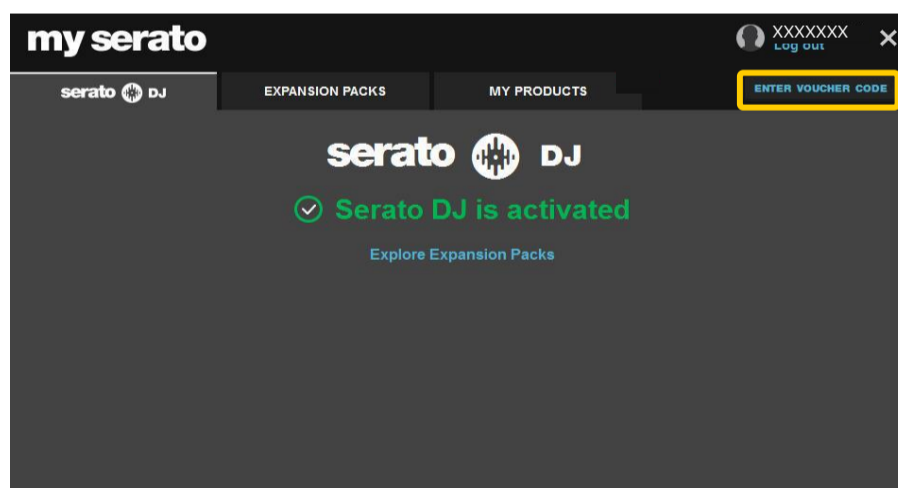 my serato
XXXXXXX
Log out
serato DJ
EXPANSION PACKS
MY PRODUCTS
ENTER VOUCHER CODE
serato DJ
Serato DJ is activated
Explore Expansion Packs